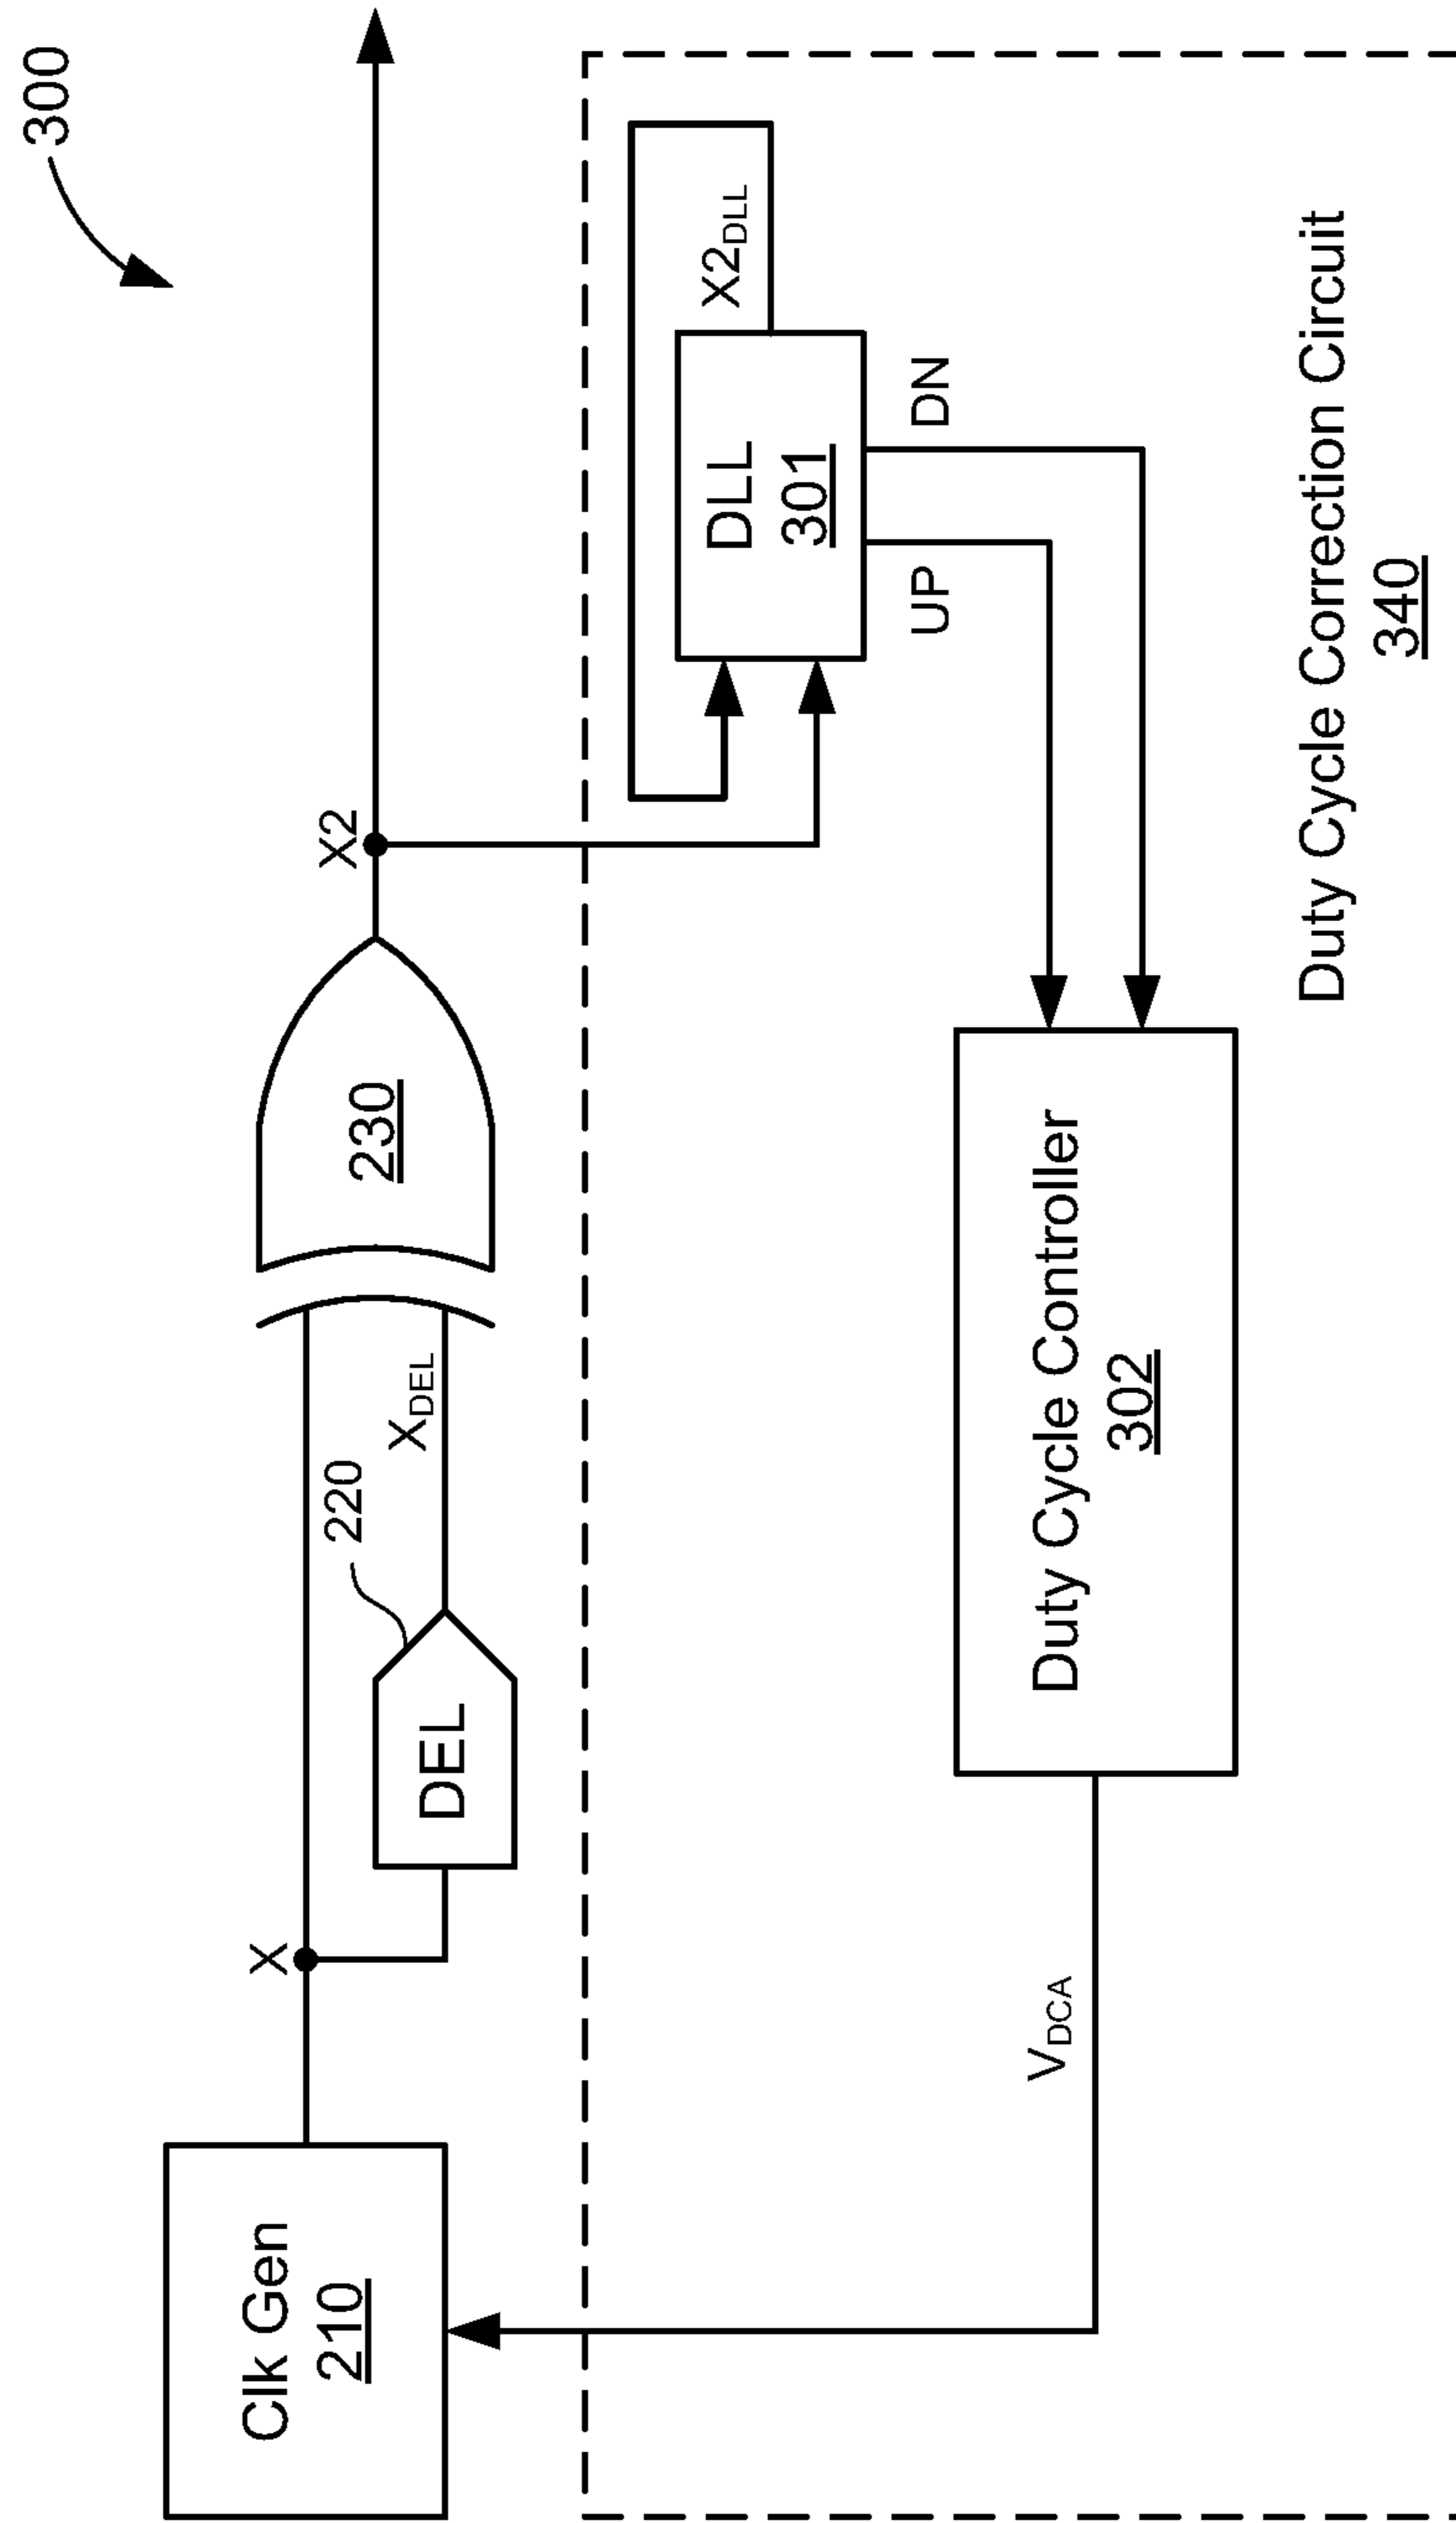 300
X2
X
Clk Gen
210
220
DEL
XDEL
230
X2DLL
DLL
301
UP
DN
Duty Cycle Controller
302
VDCA
Duty Cycle Correction Circuit
340